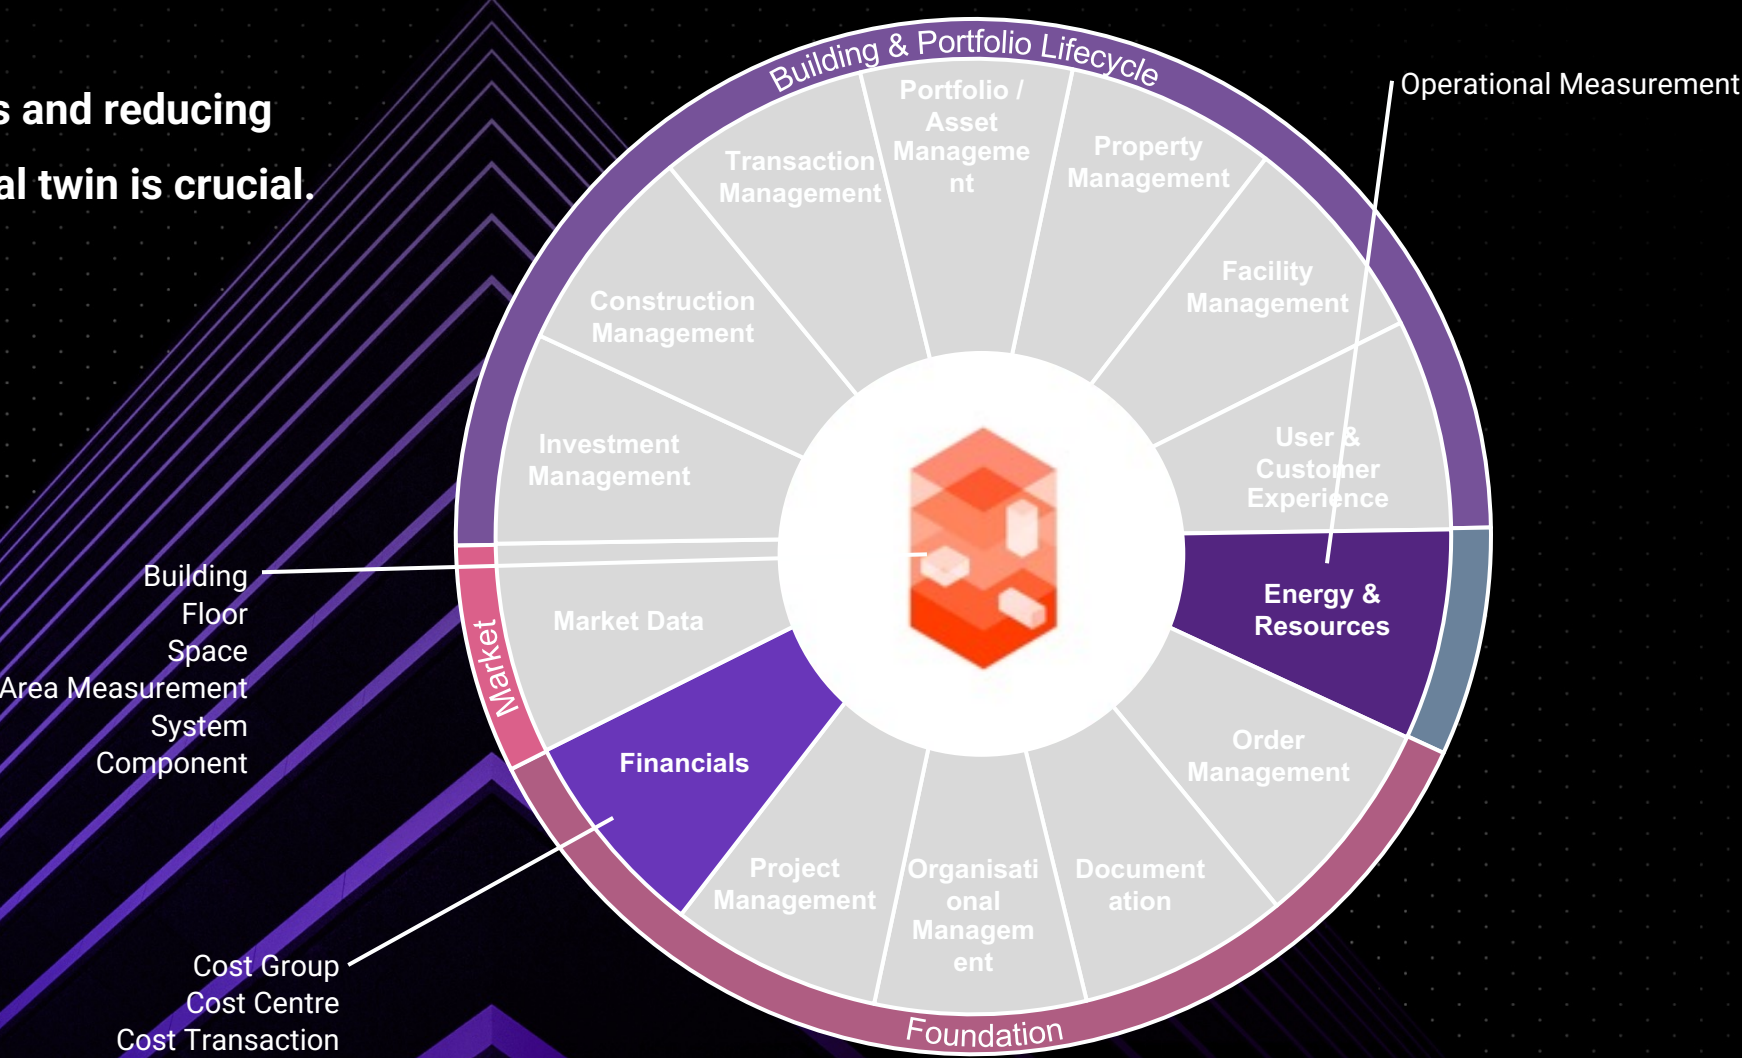 s and reducing
al twin is crucial.
Building & Portfolio Lifecycle
Portfolio /
Asset
Manageme
nt
Transaction
Management
Property
Management
Construction
Management
Facility
Management
Investment
Management
User &
Customer
Experience
Operational Measurement
Building
Floor
Space
Area Measurement
System
Component
Market
Market Data
Energy &
Resources
Financials
Order
Management
Project
Management
Organisati
onal
Managem
ent
Document
ation
Cost Group
Cost Centre
Cost Transaction
Foundation